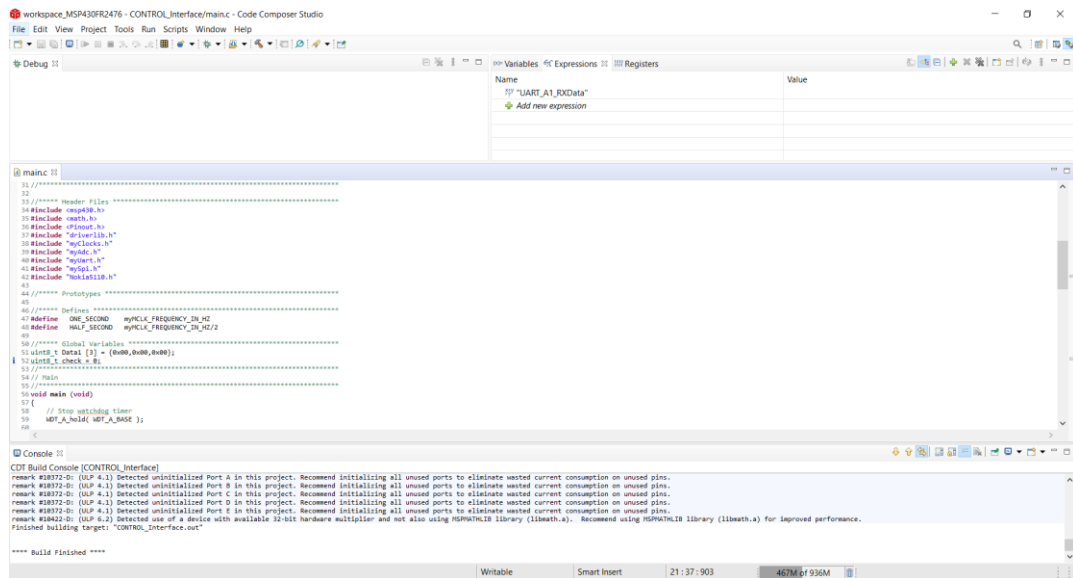 workspace_MSP430FR2476 - CONTROL_Interface/main.c - Code Composer Studio
File Edit View Project Tools Run Scripts Window Help
Debug
Variables Expressions Registers
Name Value
"UART_A1_RXData"
Add new expression
main.c
31 //******************************************************************************
32
33 //***** Header Files **********************************************************
34 #include <msp430.h>
35 #include <math.h>
36 #include <Pinout.h>
37 #include "driverlib.h"
38 #include "myClocks.h"
39 #include "myAdc.h"
40 #include "myUart.h"
41 #include "mySpi.h"
42 #include "Nokia5110.h"
43
44 //***** Prototypes ************************************************************
45
46 //***** Defines ***************************************************************
47 #define ONE_SECOND myMCLK_FREQUENCY_IN_HZ
48 #define HALF_SECOND myMCLK_FREQUENCY_IN_HZ/2
49
50 //***** Global Variables ******************************************************
51 uint8_t Data1 [3] = {0x00,0x00,0x00};
52 uint8_t check = 0;
53 //******************************************************************************
54 // Main
55 //******************************************************************************
56 void main (void)
57 {
58 // Stop watchdog timer
59 WDT_A_hold( WDT_A_BASE );
60
Console
CDT Build Console [CONTROL_Interface]
remark #10372-D: (ULP 4.1) Detected uninitialized Port A in this project. Recommend initializing all unused ports to eliminate wasted current consumption on unused pins.
remark #10372-D: (ULP 4.1) Detected uninitialized Port B in this project. Recommend initializing all unused ports to eliminate wasted current consumption on unused pins.
remark #10372-D: (ULP 4.1) Detected uninitialized Port C in this project. Recommend initializing all unused ports to eliminate wasted current consumption on unused pins.
remark #10372-D: (ULP 4.1) Detected uninitialized Port D in this project. Recommend initializing all unused ports to eliminate wasted current consumption on unused pins.
remark #10372-D: (ULP 4.1) Detected uninitialized Port E in this project. Recommend initializing all unused ports to eliminate wasted current consumption on unused pins.
remark #10422-D: (ULP 6.2) Detected use of a device with available 32-bit hardware multiplier and not also using MSPMATHLIB library (libmath.a). Recommend using MSPMATHLIB library (libmath.a) for improved performance.
Finished building target: "CONTROL_Interface.out"
**** Build Finished ****
Writable Smart Insert 21 : 37 : 903 467M of 936M